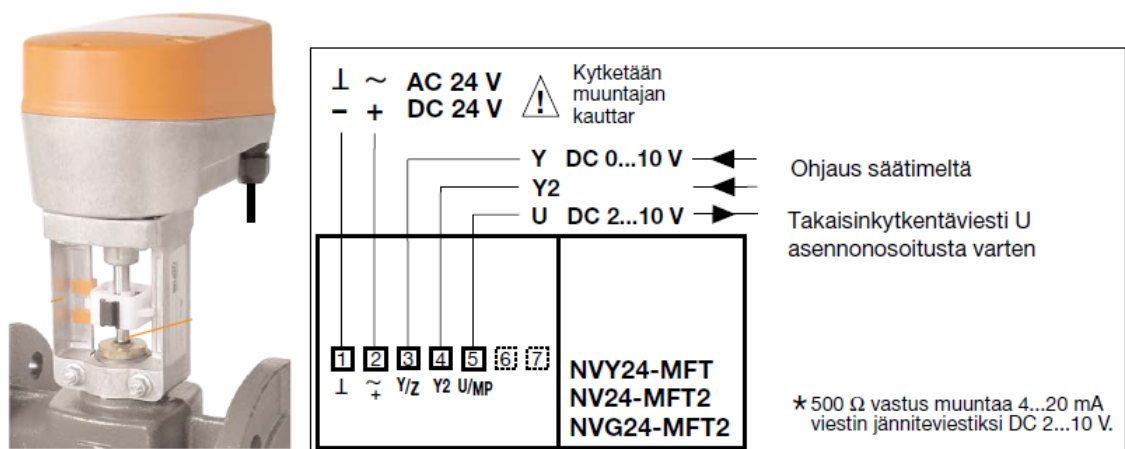 ⊥ ~ AC 24 V
− + DC 24 V
!
Kytketään
muuntajan
kauttar
Y DC 0...10 V
Y2
U DC 2...10 V
Ohjaus säätimeltä
Takaisinkytkentäviesti U
asennonosoitusta varten
1 2 3 4 5 6 7
⊥ ~ + Y/Z Y2 U/MP
NVY24-MFT
NV24-MFT2
NVG24-MFT2
* 500 Ω vastus muuntaa 4...20 mA
viestin jänniteviestiksi DC 2...10 V.